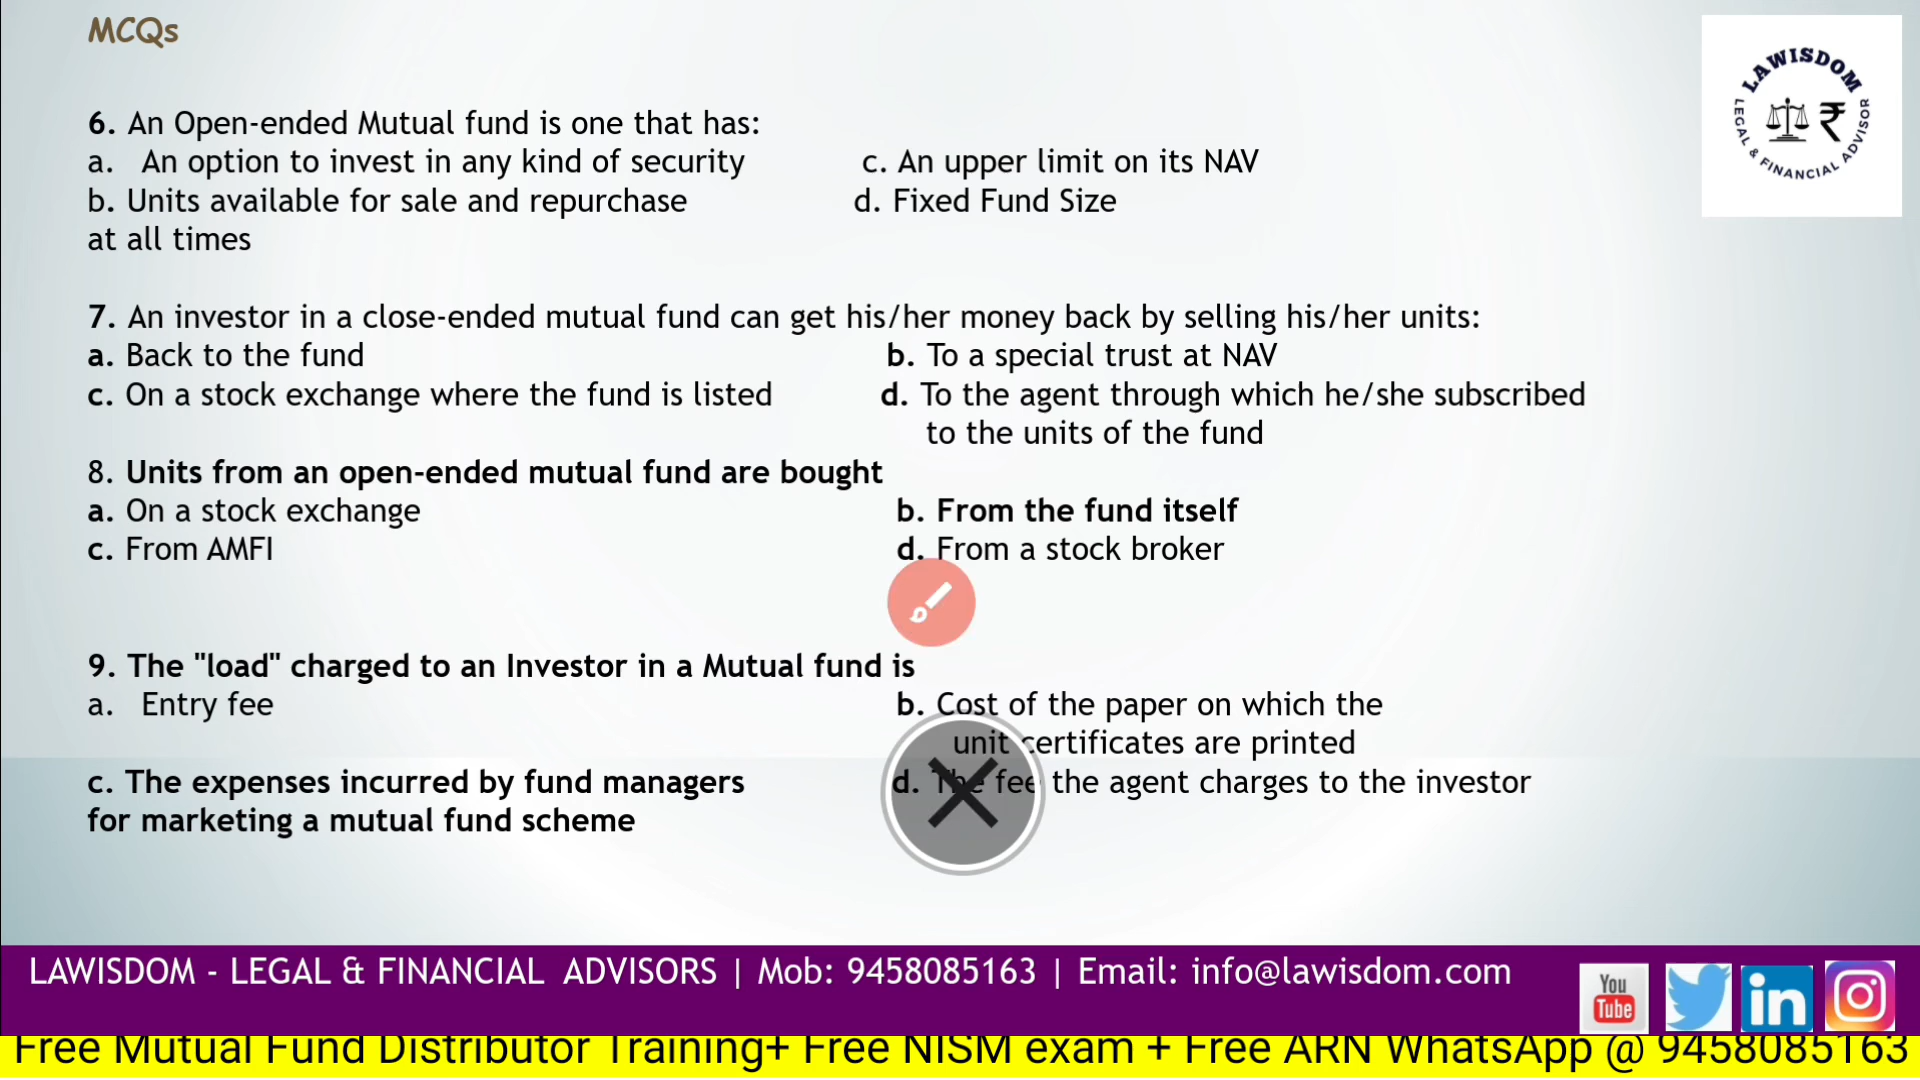 MCQs
LAWISDOM
LEGAL & FINANCIAL ADVISOR
6. An Open-ended Mutual fund is one that has:
a. An option to invest in any kind of security c. An upper limit on its NAV
b. Units available for sale and repurchase d. Fixed Fund Size
at all times
7. An investor in a close-ended mutual fund can get his/her money back by selling his/her units:
a. Back to the fund b. To a special trust at NAV
c. On a stock exchange where the fund is listed d. To the agent through which he/she subscribed
to the units of the fund
8. Units from an open-ended mutual fund are bought
a. On a stock exchange b. From the fund itself
c. From AMFI d. From a stock broker
9. The "load" charged to an Investor in a Mutual fund is
a. Entry fee b. Cost of the paper on which the
unit certificates are printed
c. The expenses incurred by fund managers d. The fee the agent charges to the investor
for marketing a mutual fund scheme
LAWISDOM - LEGAL & FINANCIAL ADVISORS | Mob: 9458085163 | Email: info@lawisdom.com
You
Tube
in
Free Mutual Fund Distributor Training+ Free NISM exam + Free ARN WhatsApp @ 9458085163